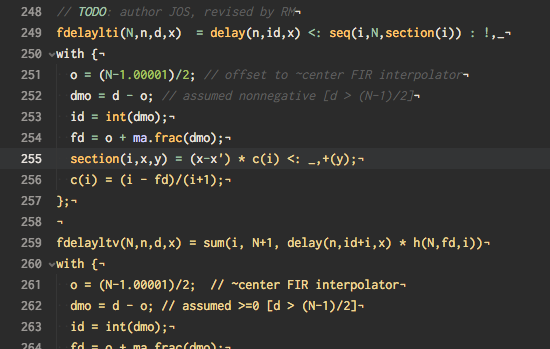 248 // TODO: author JOS, revised by RM¬
249 fdelaylti(N,n,d,x)  = delay(n,id,x) <: seq(i,N,section(i)) : !,_¬
250 with {¬
251 o = (N-1.00001)/2; // offset to ~center FIR interpolator¬
252 dmo = d - o; // assumed nonnegative [d > (N-1)/2]¬
253 id = int(dmo);¬
254 fd = o + ma.frac(dmo);¬
255 section(i,x,y) = (x-x') * c(i) <: _,+(y);¬
256 c(i) = (i - fd)/(i+1);¬
257 };¬
258 ¬
259 fdelayltv(N,n,d,x) = sum(i, N+1, delay(n,id+i,x) * h(N,fd,i))¬
260 with {¬
261 o = (N-1.00001)/2;  // ~center FIR interpolator¬
262 dmo = d - o; // assumed >=0 [d > (N-1)/2]¬
263 id = int(dmo);¬
264 fd = o + ma.frac(dmo);¬